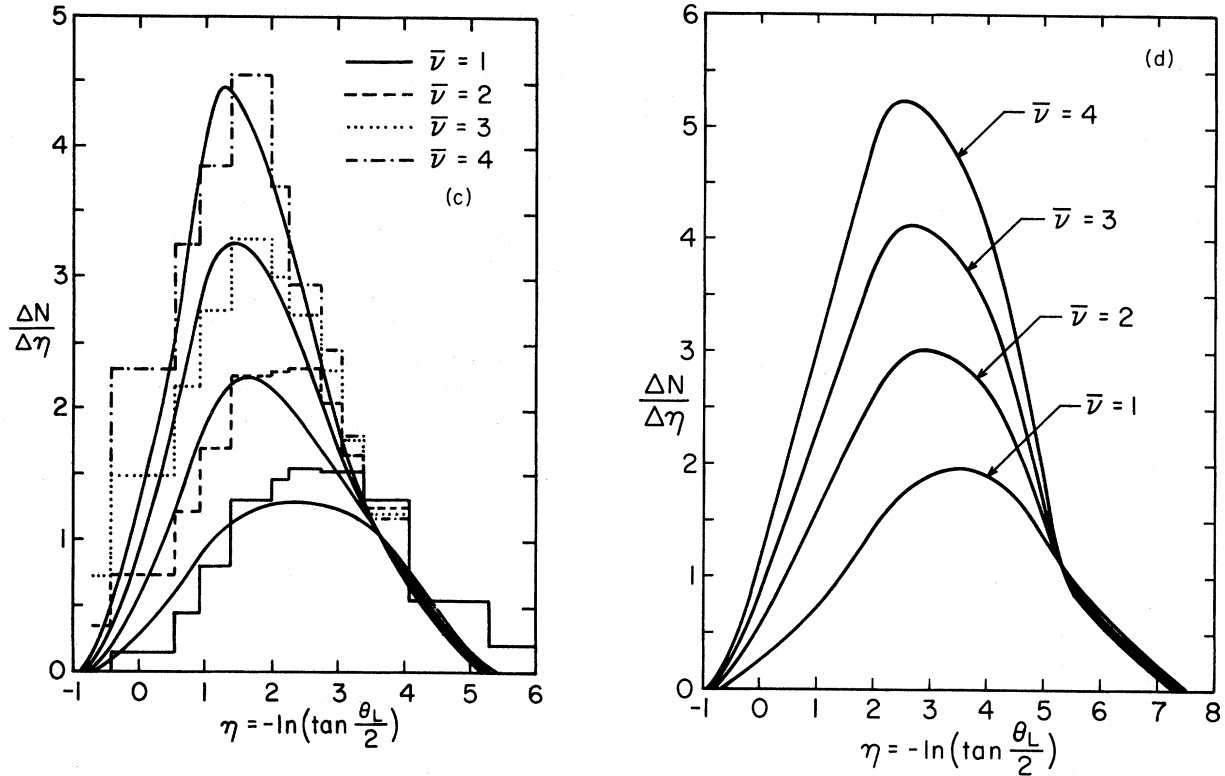 5
4
3
2
1
0
ΔN
Δη
-1 0 1 2 3 4 5 6
η = -ln(tan θL/2)
ν̅ = 1
ν̅ = 2
ν̅ = 3
ν̅ = 4
(c)
6
5
4
3
2
1
0
ΔN
Δη
-1 0 1 2 3 4 5 6 7 8
η = -ln(tan θL/2)
(d)
ν̅ = 4
ν̅ = 3
ν̅ = 2
ν̅ = 1